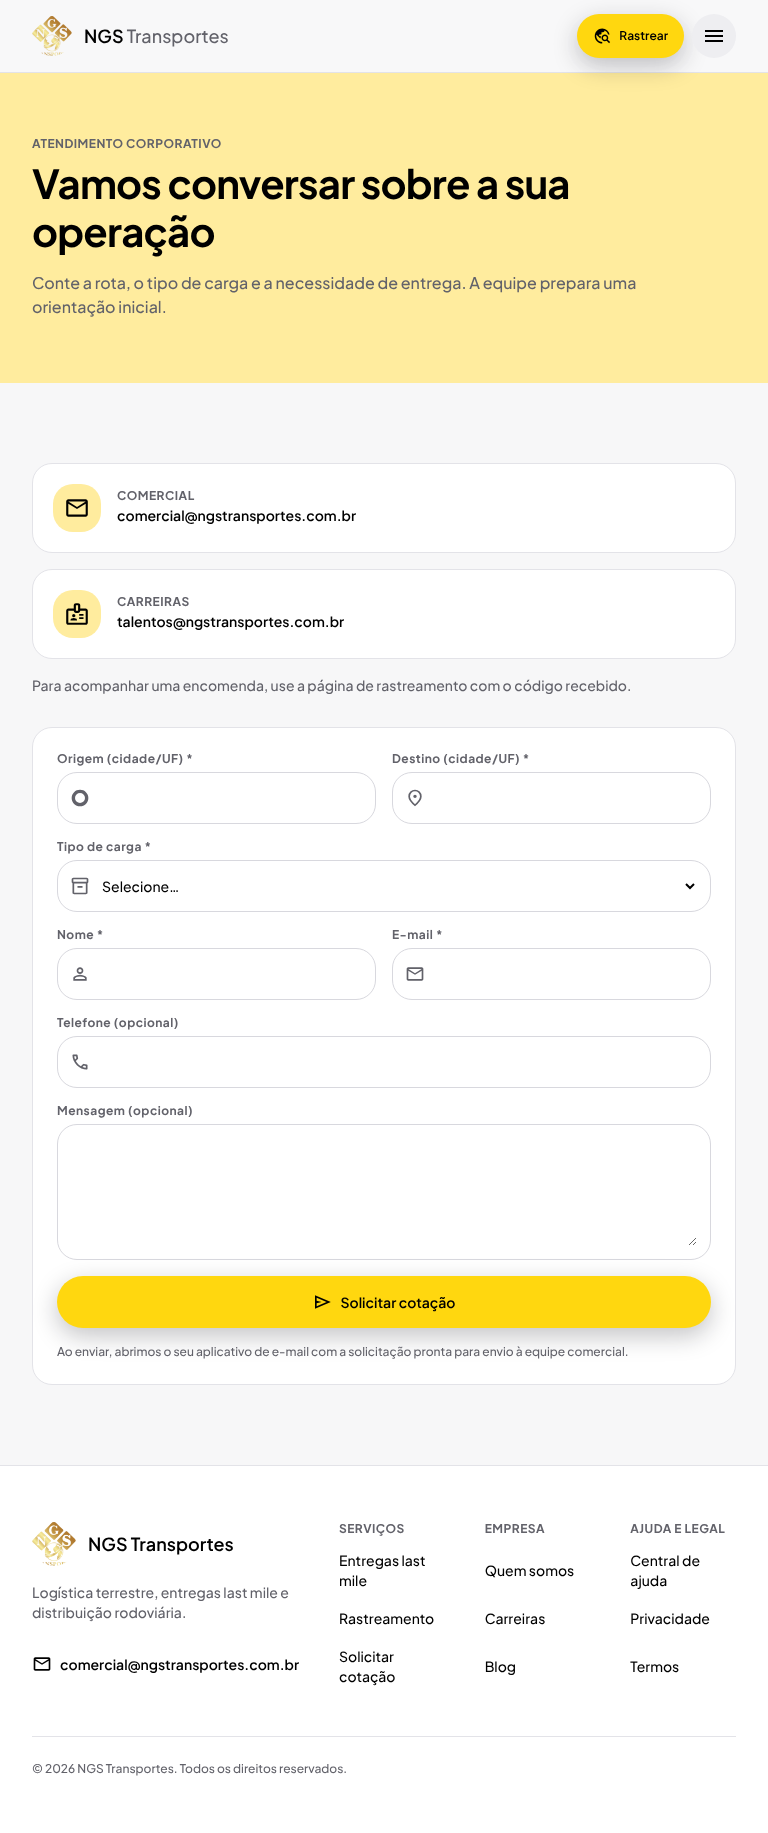 NGS Transportes
Rastrear
ATENDIMENTO CORPORATIVO
Vamos conversar sobre a sua
operação
Conte a rota, o tipo de carga e a necessidade de entrega. A equipe prepara uma
orientação inicial.
COMERCIAL
comercial@ngstransportes.com.br
CARREIRAS
talentos@ngstransportes.com.br
Para acompanhar uma encomenda, use a página de rastreamento com o código recebido.
Origem (cidade/UF) *
Destino (cidade/UF) *
Tipo de carga *
Selecione…
Nome *
E-mail *
Telefone (opcional)
Mensagem (opcional)
Solicitar cotação
Ao enviar, abrimos o seu aplicativo de e-mail com a solicitação pronta para envio à equipe comercial.
NGS Transportes
Logística terrestre, entregas last mile e
distribuição rodoviária.
comercial@ngstransportes.com.br
SERVIÇOS
Entregas last
mile
Rastreamento
Solicitar
cotação
EMPRESA
Quem somos
Carreiras
Blog
AJUDA E LEGAL
Central de
ajuda
Privacidade
Termos
© 2026 NGS Transportes. Todos os direitos reservados.